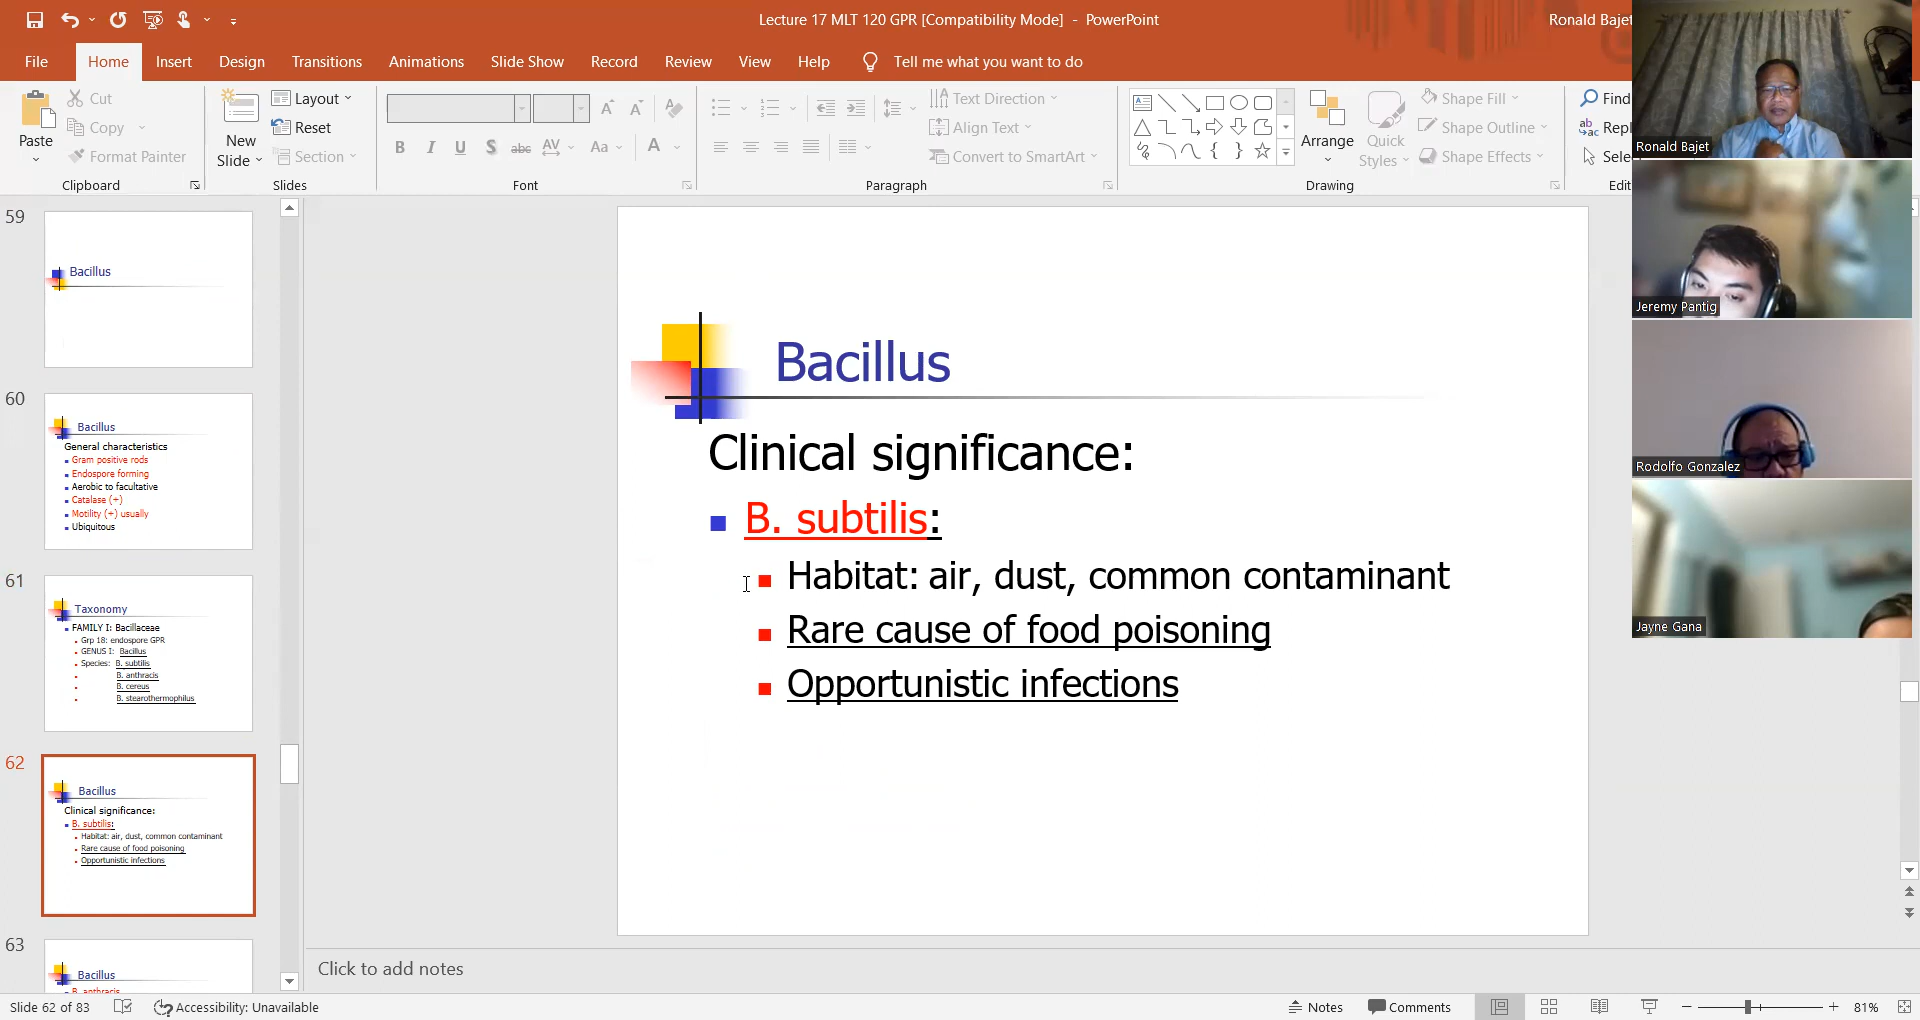 Lecture 17 MLT 120 GPR [Compatibility Mode] - PowerPoint
Ronald Bajet
File Home Insert Design Transitions Animations Slide Show Record Review View Help Tell me what you want to do
Paste
Cut
Copy
Format Painter
Clipboard
New
Slide
Layout
Reset
Section
Slides
B I U S abc AV Aa A
Font
Text Direction
Align Text
Convert to SmartArt
Paragraph
Arrange
Quick
Styles
Shape Fill
Shape Outline
Shape Effects
Drawing
Find
Repl
Sele
Edit
Ronald Bajet
Jeremy Pantig
Rodolfo Gonzalez
Jayne Gana
59
Bacillus
60
Bacillus
General characteristics
Gram positive rods
Endospore forming
Aerobic to facultative
Catalase (+)
Motility (+) usually
Ubiquitous
61
Taxonomy
FAMILY I: Bacillaceae
Grp 18: endospore GPR
GENUS I: Bacillus
Species: B. subtilis
B. anthracis
B. cereus
B. stearothermophilus
62
Bacillus
Clinical significance:
B. subtilis:
Habitat: air, dust, common contaminant
Rare cause of food poisoning
Opportunistic infections
63
Bacillus
B. anthracis
Bacillus
Clinical significance:
B. subtilis:
Habitat: air, dust, common contaminant
Rare cause of food poisoning
Opportunistic infections
Click to add notes
Slide 62 of 83
Accessibility: Unavailable
Notes
Comments
81%